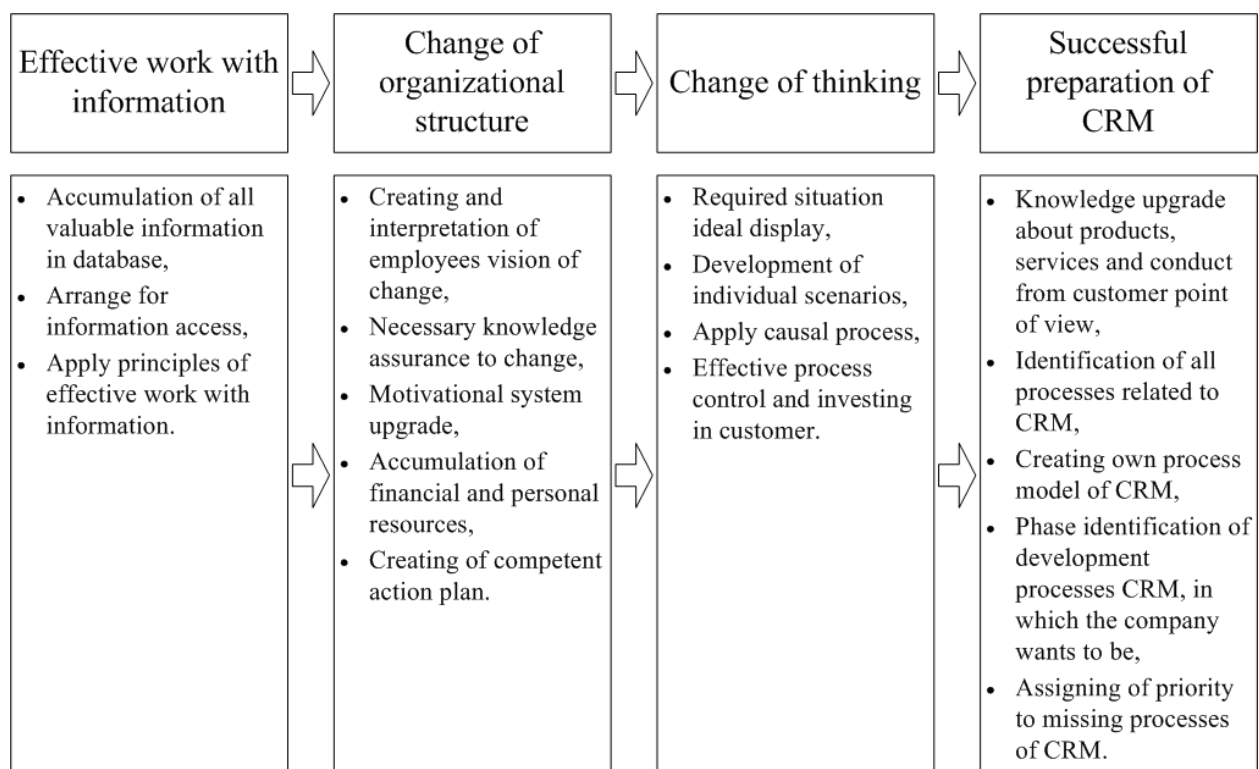 Effective work with
information
Change of
organizational
structure
Change of thinking
Successful
preparation of
CRM
• Accumulation of all
valuable information
in database,
• Arrange for
information access,
• Apply principles of
effective work with
information.
• Creating and
interpretation of
employees vision of
change,
• Necessary knowledge
assurance to change,
• Motivational system
upgrade,
• Accumulation of
financial and personal
resources,
• Creating of competent
action plan.
• Required situation
ideal display,
• Development of
individual scenarios,
• Apply causal process,
• Effective process
control and investing
in customer.
• Knowledge upgrade
about products,
services and conduct
from customer point
of view,
• Identification of all
processes related to
CRM,
• Creating own process
model of CRM,
• Phase identification of
development
processes CRM, in
which the company
wants to be,
• Assigning of priority
to missing processes
of CRM.